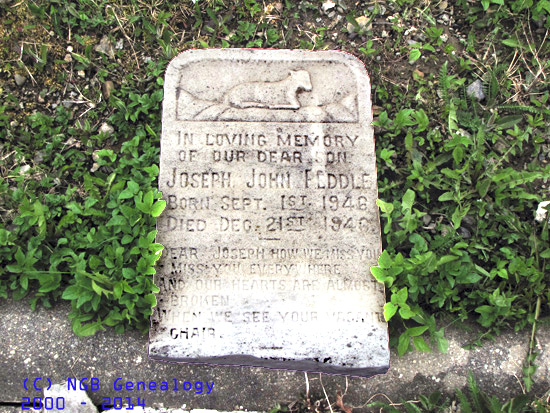 IN LOVING MEMORY
OF OUR DEAR SON
JOSEPH JOHN PEDDLE
BORN SEPT. 1ST. 1946
DIED DEC. 21ST 1946
DEAR JOSEPH HOW WE MISS YOU
MISS YOU EVERY WHERE
AND OUR HEARTS ARE ALMOST
BROKEN
WHEN WE SEE YOUR VACANT
CHAIR.
(C) NGB Genealogy
2000 - 2014